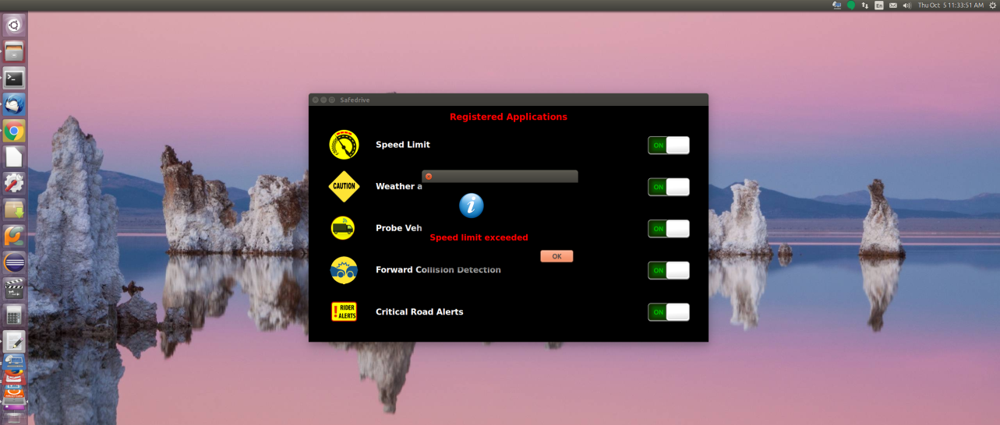 En
Thu Oct 5 11:33:51 AM
Safedrive
Registered Applications
Speed Limit
ON
CAUTION
Weather a
ON
i
Probe Veh
ON
Speed limit exceeded
OK
Forward Collision Detection
ON
! RIDER
ALERTS
Critical Road Alerts
ON